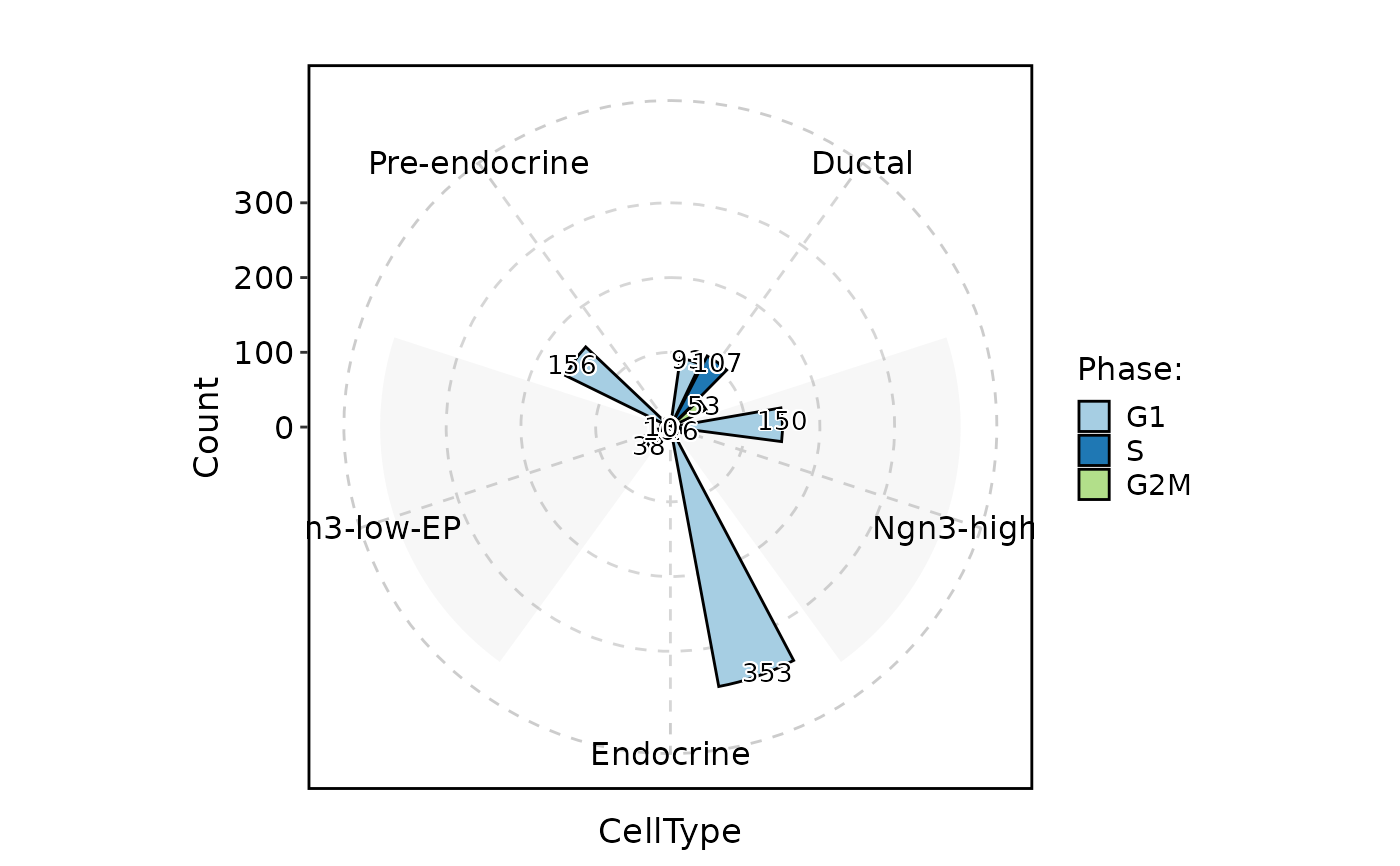 Pre-endocrine
Ductal
300
200
100
0
Count
156
107
53
150
10
38
353
n3-low-EP
Ngn3-high
Endocrine
CellType
Phase:
G1
S
G2M